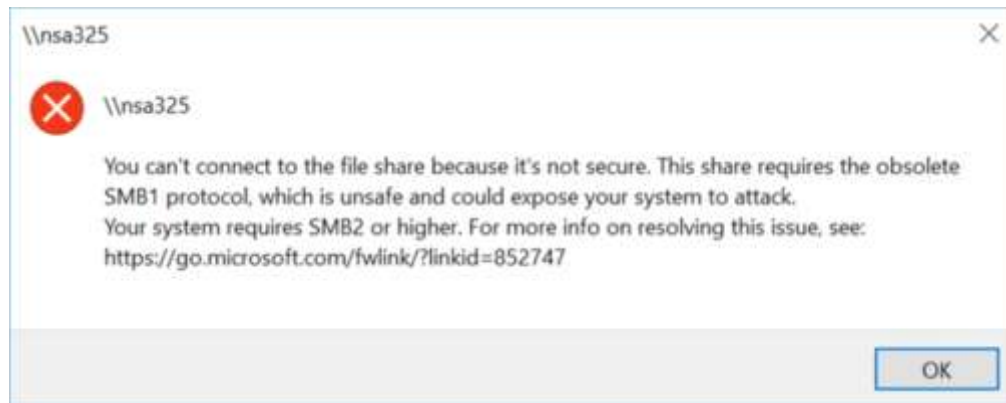 \\nsa325
\\nsa325
You can't connect to the file share because it's not secure. This share requires the obsolete
SMB1 protocol, which is unsafe and could expose your system to attack.
Your system requires SMB2 or higher. For more info on resolving this issue, see:
https://go.microsoft.com/fwlink/?linkid=852747
OK